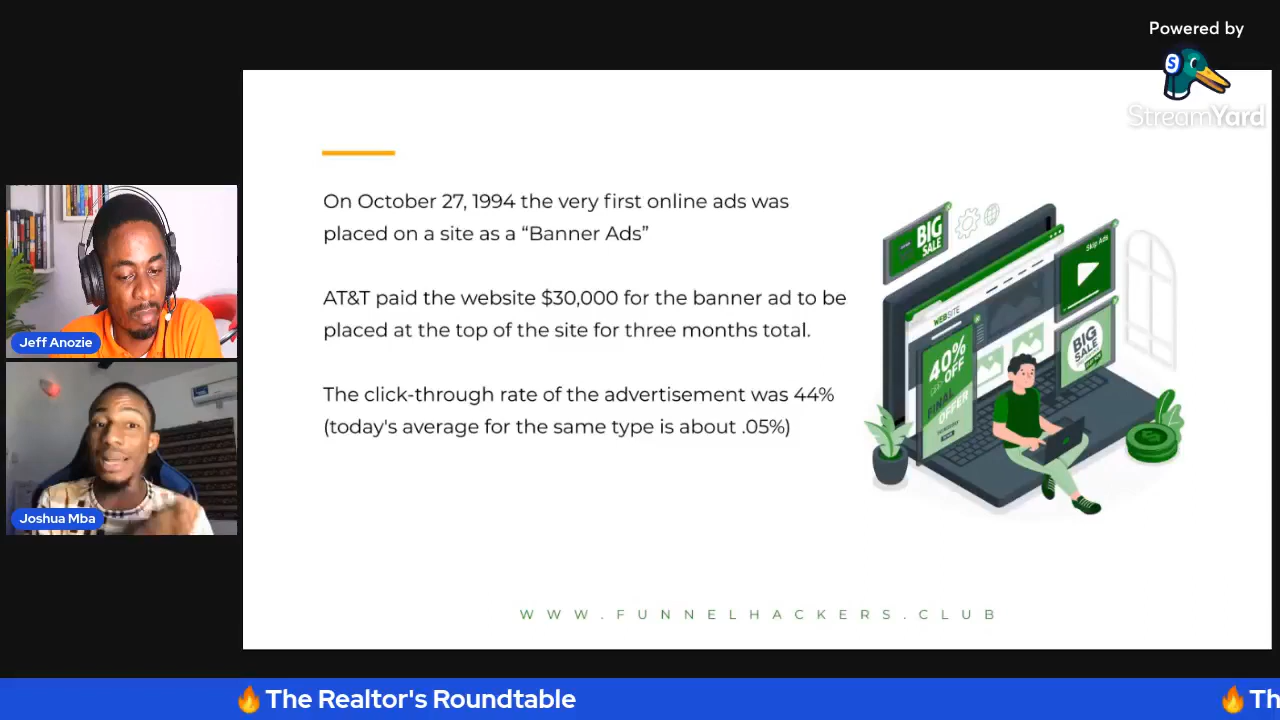 Powered by
StreamYard
On October 27, 1994 the very first online ads was
placed on a site as a “Banner Ads”
AT&T paid the website $30,000 for the banner ad to be
placed at the top of the site for three months total.
The click-through rate of the advertisement was 44%
(today's average for the same type is about .05%)
BIG
SALE
Skip Ads
WEBSITE
40%
OFF
FINAL
OFFER
BIG
SALE
WWW.FUNNELHACKERS.CLUB
Jeff Anozie
Joshua Mba
🔥The Realtor's Roundtable
🔥Th